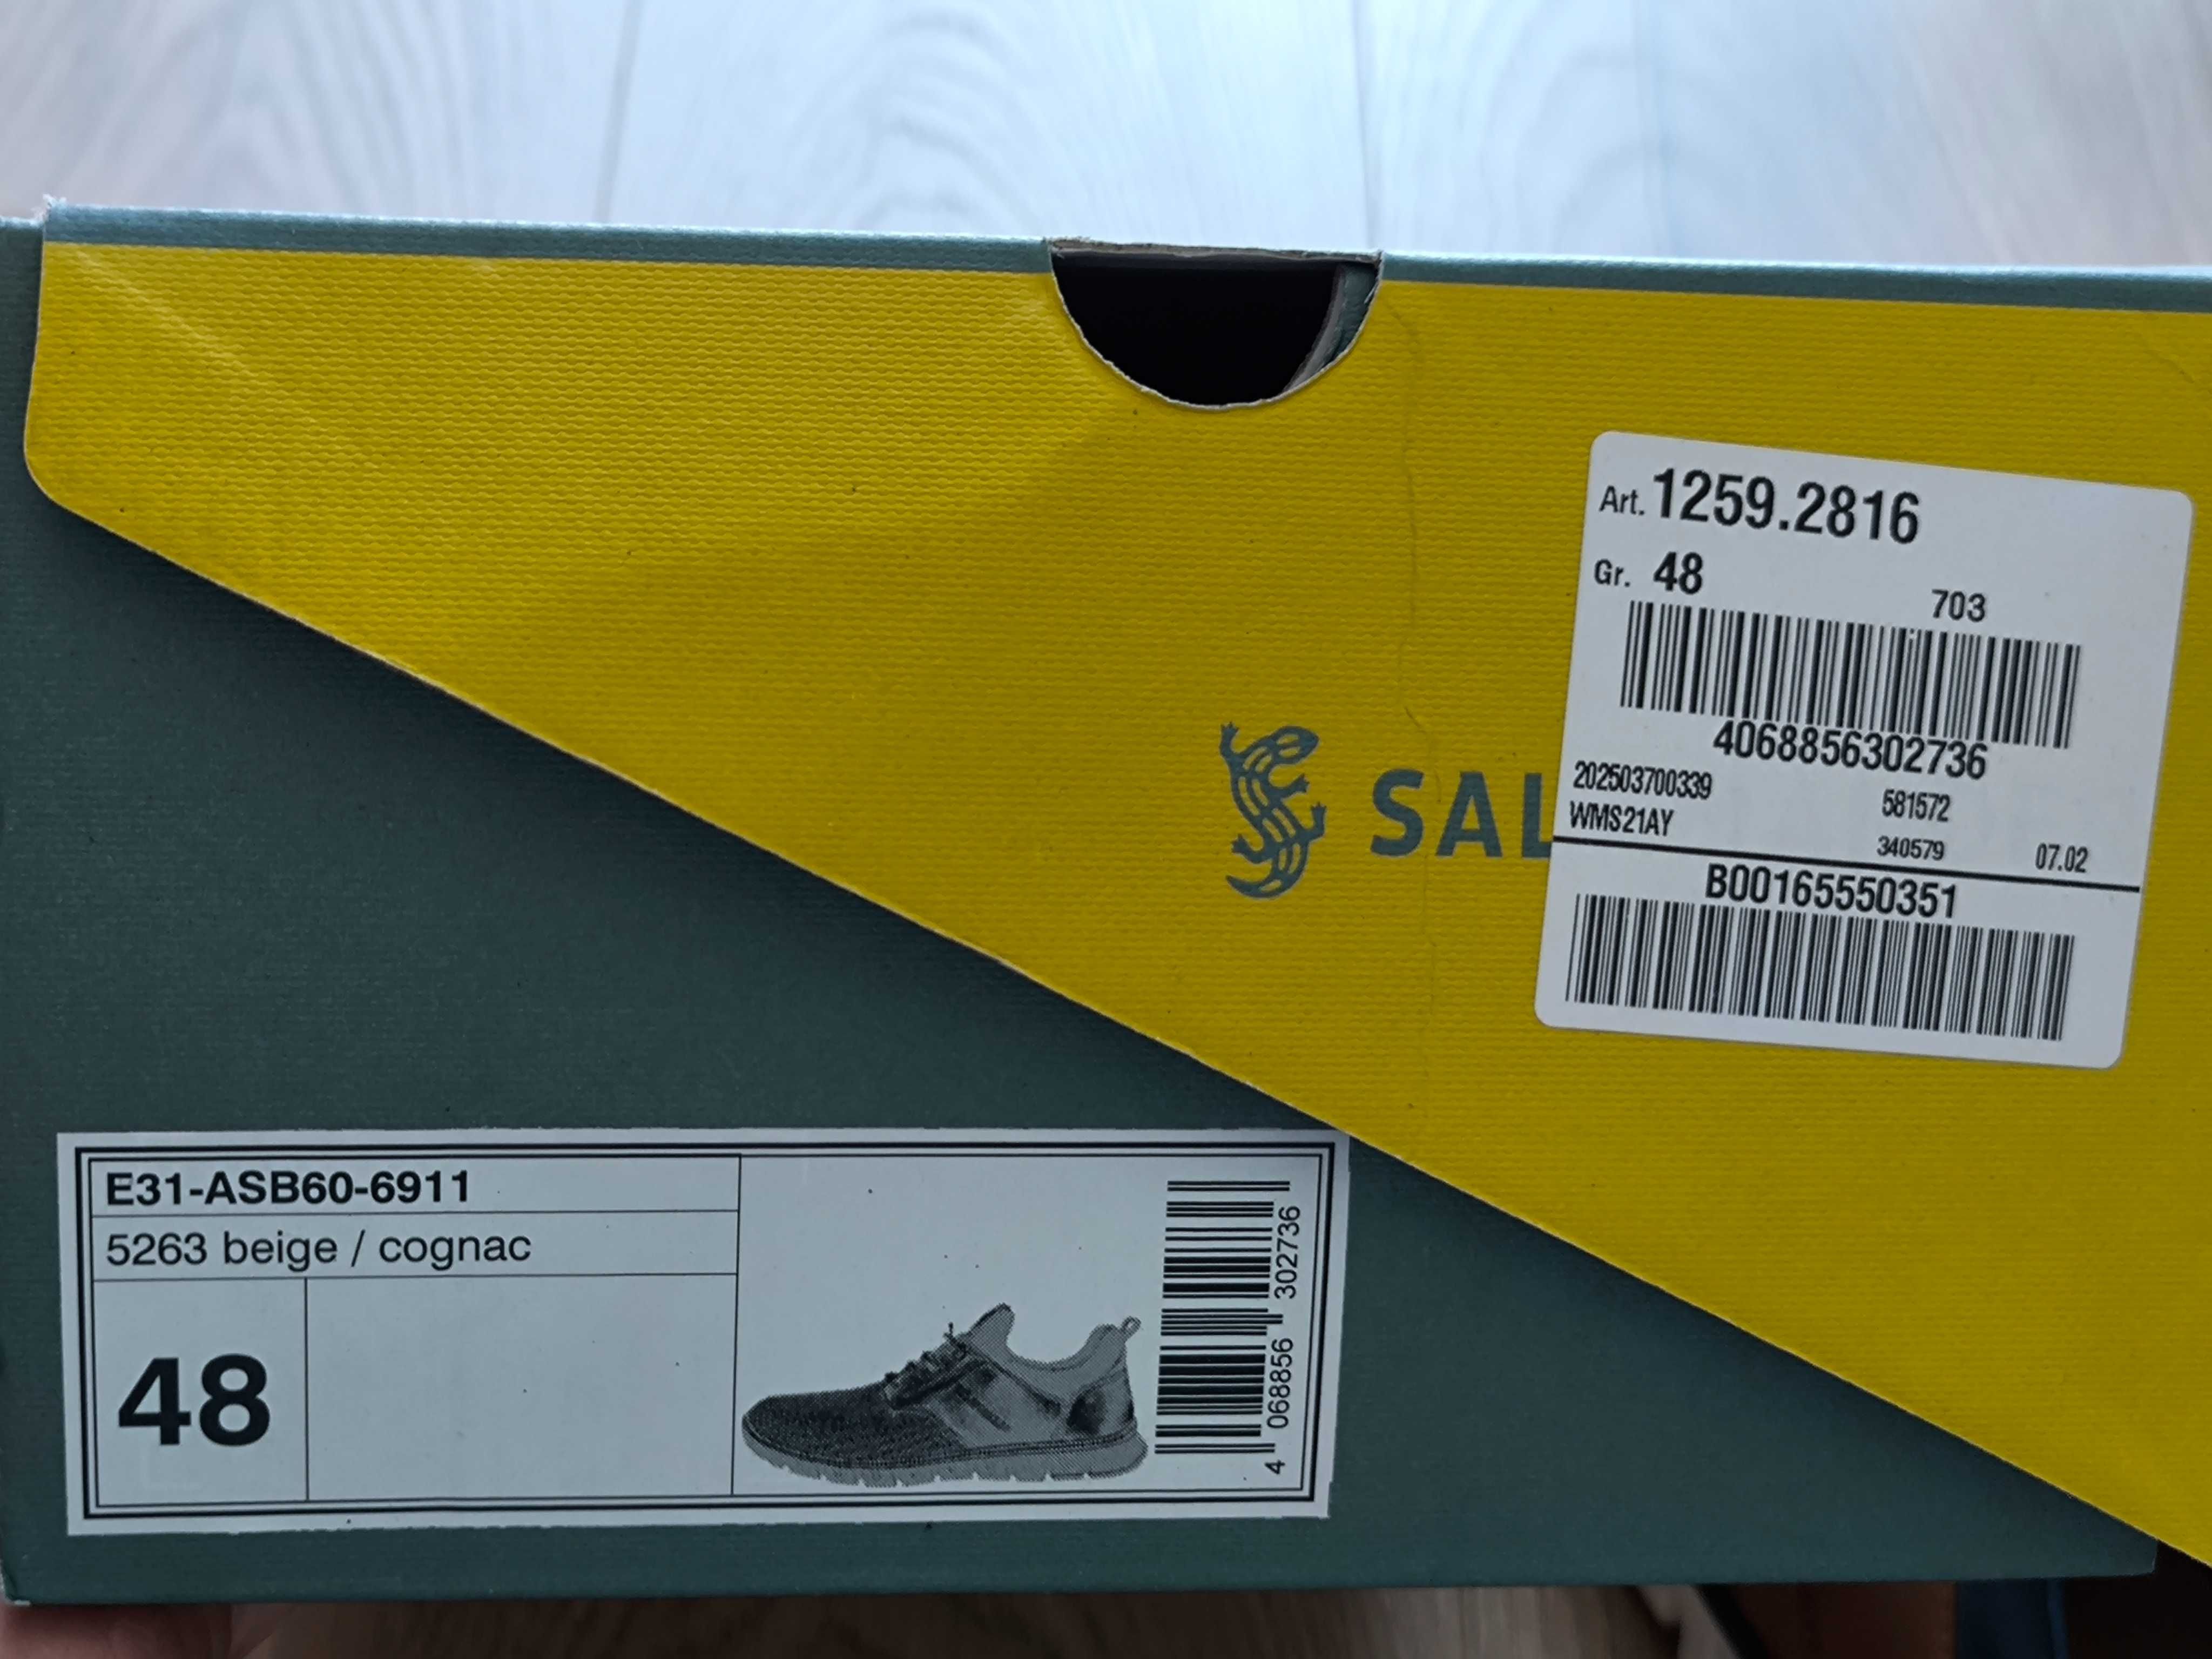 Art. 1259.2816
Gr. 48
703
4068856302736
202503700339
581572
WMS21AY
340579
07.02
B00165550351
SAL
E31-ASB60-6911
5263 beige / cognac
48
4 068856 302736